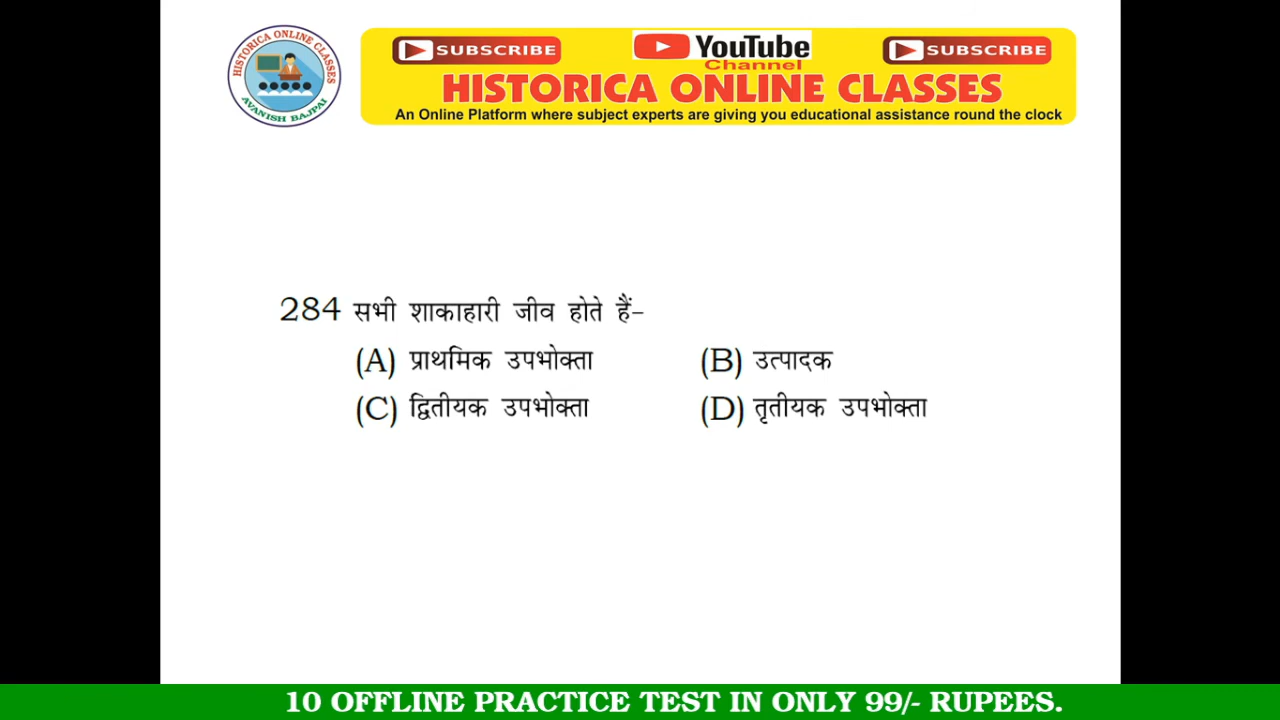 HISTORICA ONLINE CLASSES
AVANISH BAJPAI
SUBSCRIBE
YouTube
Channel
SUBSCRIBE
HISTORICA ONLINE CLASSES
An Online Platform where subject experts are giving you educational assistance round the clock
284 सभी शाकाहारी जीव होते हैं-
(A) प्राथमिक उपभोक्ता (B) उत्पादक
(C) द्वितीयक उपभोक्ता (D) तृतीयक उपभोक्ता
10 OFFLINE PRACTICE TEST IN ONLY 99/- RUPEES.